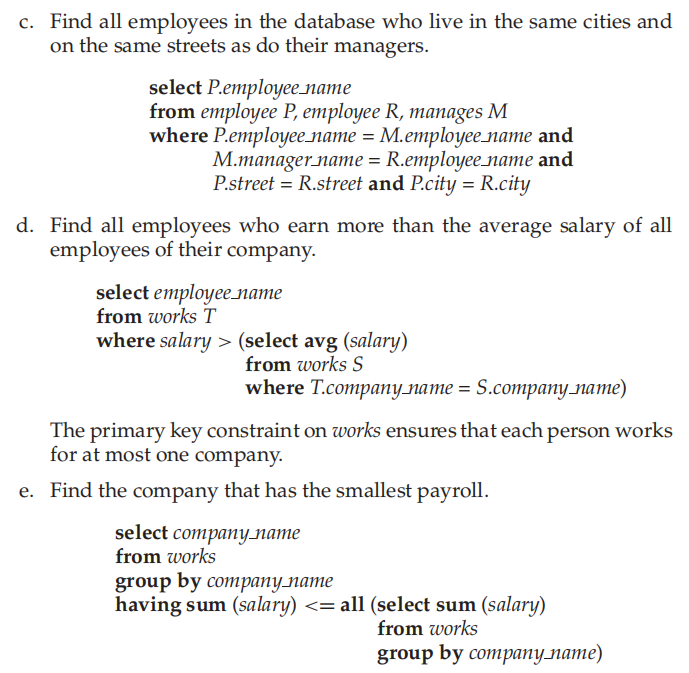 c. Find all employees in the database who live in the same cities and
on the same streets as do their managers.
select P.employee_name
from employee P, employee R, manages M
where P.employee_name = M.employee_name and
M.manager_name = R.employee_name and
P.street = R.street and P.city = R.city
d. Find all employees who earn more than the average salary of all
employees of their company.
select employee_name
from works T
where salary > (select avg (salary)
from works S
where T.company_name = S.company_name)
The primary key constraint on works ensures that each person works
for at most one company.
e. Find the company that has the smallest payroll.
select company_name
from works
group by company_name
having sum (salary) <= all (select sum (salary)
from works
group by company_name)